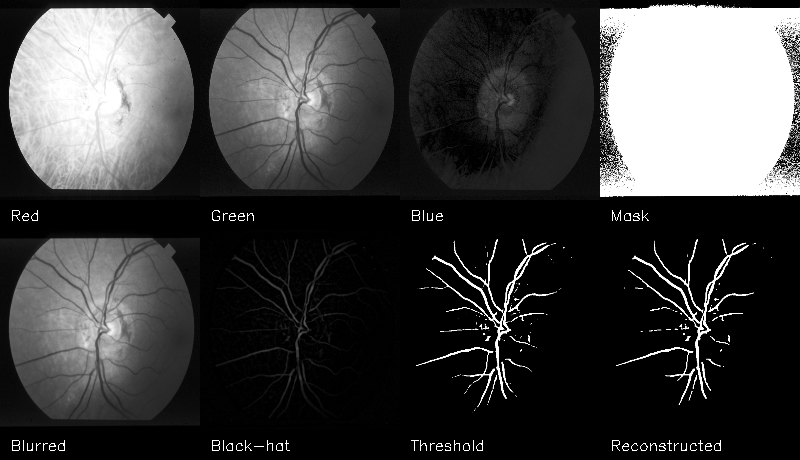 Red
Green
Blue
Mask
Blurred
Black-hat
Threshold
Reconstructed